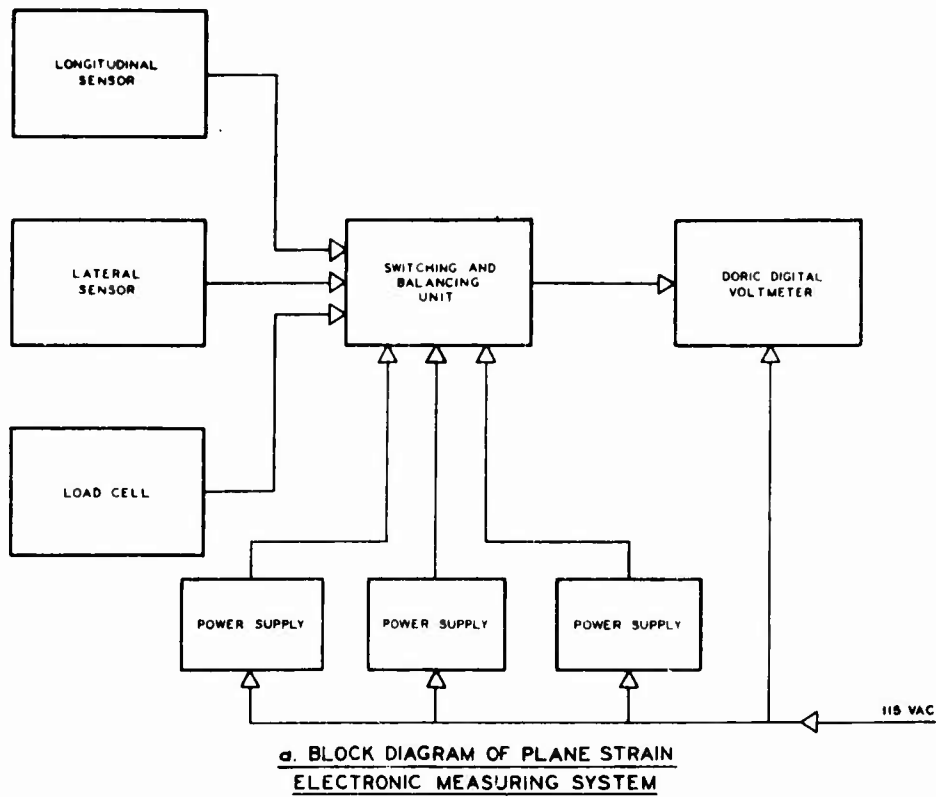 LONGITUDINAL
SENSOR
LATERAL
SENSOR
SWITCHING AND
BALANCING
UNIT
DORIC DIGITAL
VOLTMETER
LOAD CELL
POWER SUPPLY
POWER SUPPLY
POWER SUPPLY
115 VAC
a. BLOCK DIAGRAM OF PLANE STRAIN
ELECTRONIC MEASURING SYSTEM